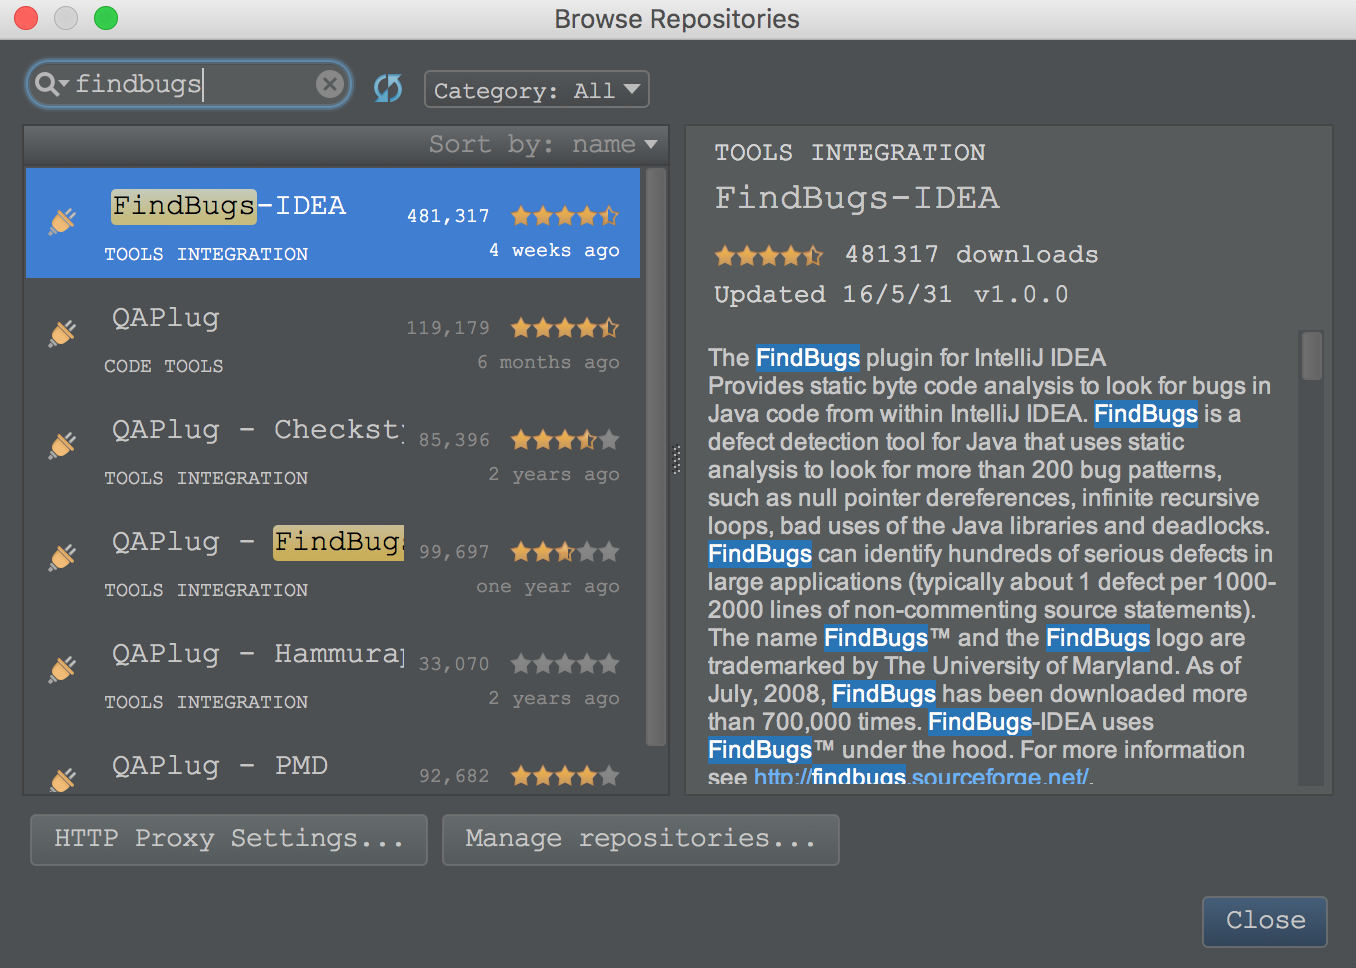 Browse Repositories
findbugs
Category: All
Sort by: name
FindBugs-IDEA 481,317
TOOLS INTEGRATION 4 weeks ago
QAPlug 119,179
CODE TOOLS 6 months ago
QAPlug - Checksty 85,396
TOOLS INTEGRATION 2 years ago
QAPlug - FindBugs 99,697
TOOLS INTEGRATION one year ago
QAPlug - Hammurap 33,070
TOOLS INTEGRATION 2 years ago
QAPlug - PMD 92,682
TOOLS INTEGRATION
FindBugs-IDEA
481317 downloads
Updated 16/5/31 v1.0.0
The FindBugs plugin for IntelliJ IDEA
Provides static byte code analysis to look for bugs in
Java code from within IntelliJ IDEA. FindBugs is a
defect detection tool for Java that uses static
analysis to look for more than 200 bug patterns,
such as null pointer dereferences, infinite recursive
loops, bad uses of the Java libraries and deadlocks.
FindBugs can identify hundreds of serious defects in
large applications (typically about 1 defect per 1000-
2000 lines of non-commenting source statements).
The name FindBugs™ and the FindBugs logo are
trademarked by The University of Maryland. As of
July, 2008, FindBugs has been downloaded more
than 700,000 times. FindBugs-IDEA uses
FindBugs™ under the hood. For more information
see http://findbugs.sourceforge.net/.
HTTP Proxy Settings...
Manage repositories...
Close